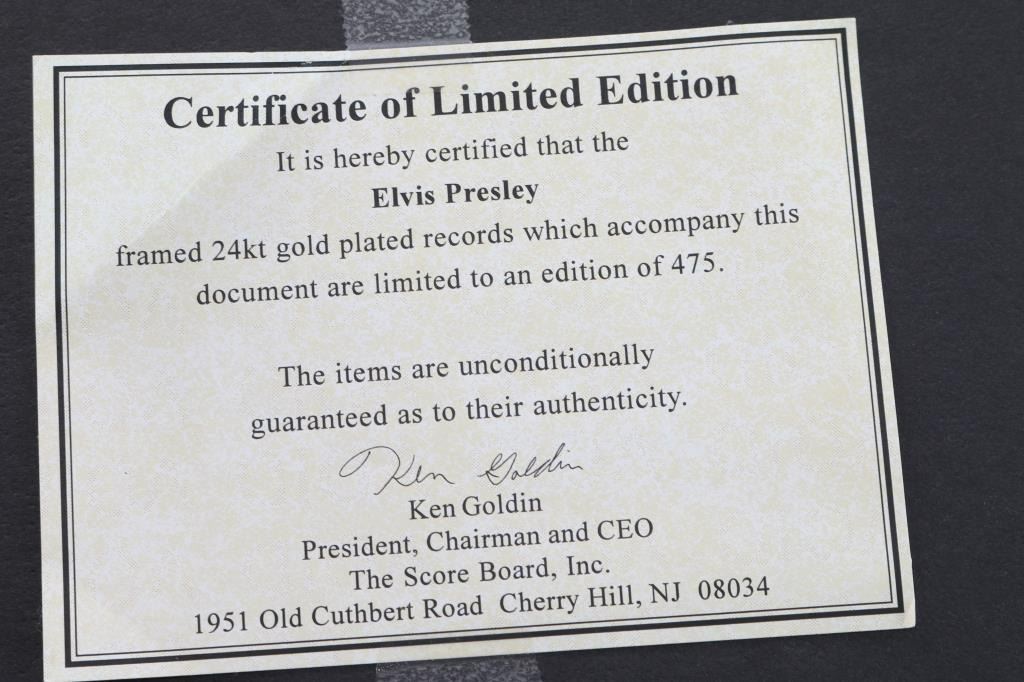 Certificate of Limited Edition
It is hereby certified that the
Elvis Presley
framed 24kt gold plated records which accompany this
document are limited to an edition of 475.
The items are unconditionally
guaranteed as to their authenticity.
Ken Goldin
Ken Goldin
President, Chairman and CEO
The Score Board, Inc.
1951 Old Cuthbert Road Cherry Hill, NJ 08034